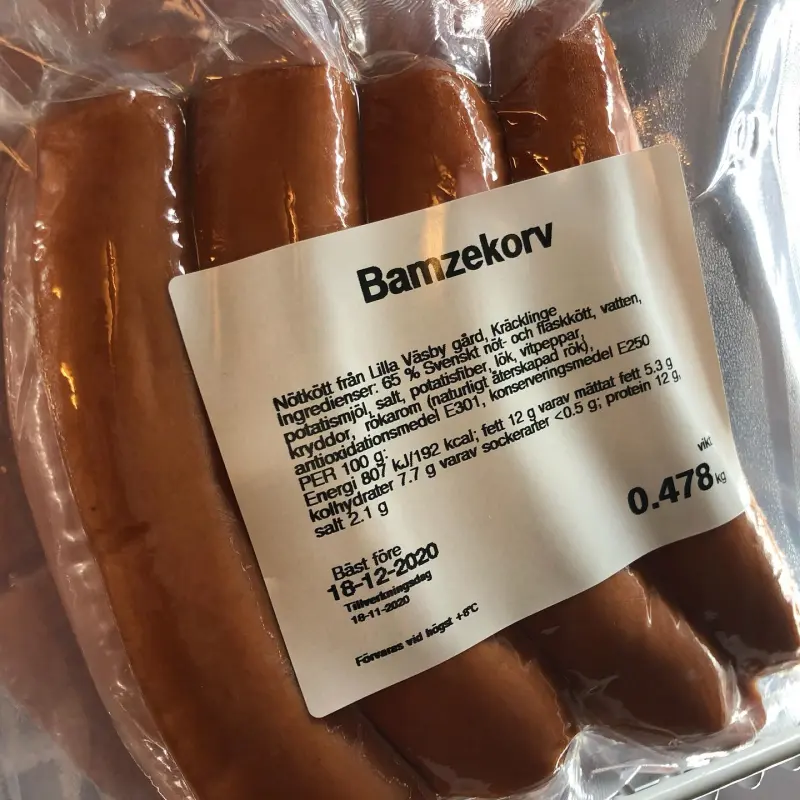 Bamzekorv
Nötkött från Lilla Väsby gård, Kräcklinge
Ingredienser: 65 % Svenskt nöt- och fläskkött, vatten,
potatismjöl, salt, potatisfiber, lök, vitpeppar,
kryddor, rökarom (naturligt återskapad rök),
antioxidationsmedel E301, konserveringsmedel E250
PER 100 g:
Energi 807 kJ/192 kcal; fett 12 g varav mättat fett 5.3 g
kolhydrater 7.7 g varav sockerarter <0.5 g; protein 12 g,
salt 2.1 g
vikt
0.478 kg
Bäst före
18-12-2020
Tillverkningsdag
18-11-2020
Förvaras vid högst +8°C